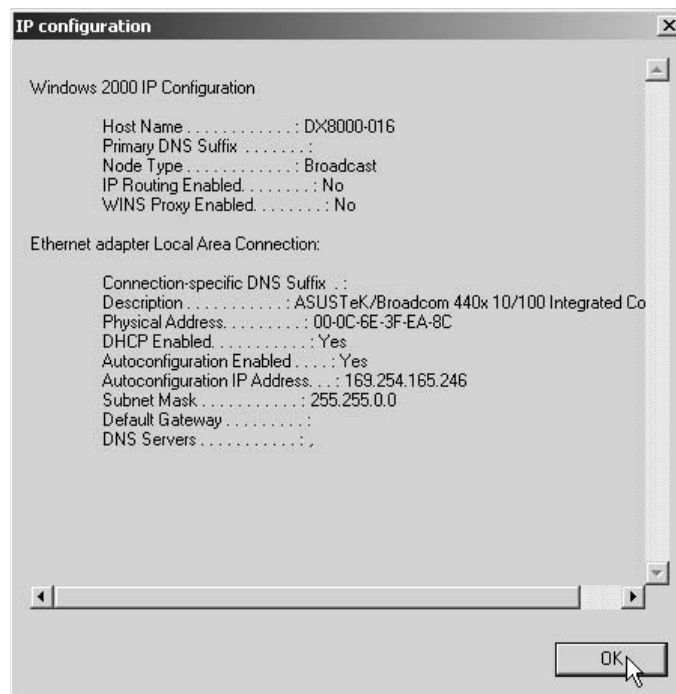 IP configuration
Windows 2000 IP Configuration
Host Name . . . . . . . . . . . . : DX8000-016
Primary DNS Suffix . . . . . . . :
Node Type . . . . . . . . . . . . : Broadcast
IP Routing Enabled. . . . . . . . : No
WINS Proxy Enabled. . . . . . . . : No
Ethernet adapter Local Area Connection:
Connection-specific DNS Suffix . :
Description . . . . . . . . . . . : ASUSTeK/Broadcom 440x 10/100 Integrated Co
Physical Address. . . . . . . . . : 00-0C-6E-3F-EA-8C
DHCP Enabled. . . . . . . . . . . : Yes
Autoconfiguration Enabled . . . . : Yes
Autoconfiguration IP Address. . . : 169.254.165.246
Subnet Mask . . . . . . . . . . . : 255.255.0.0
Default Gateway . . . . . . . . . :
DNS Servers . . . . . . . . . . . : ,
OK